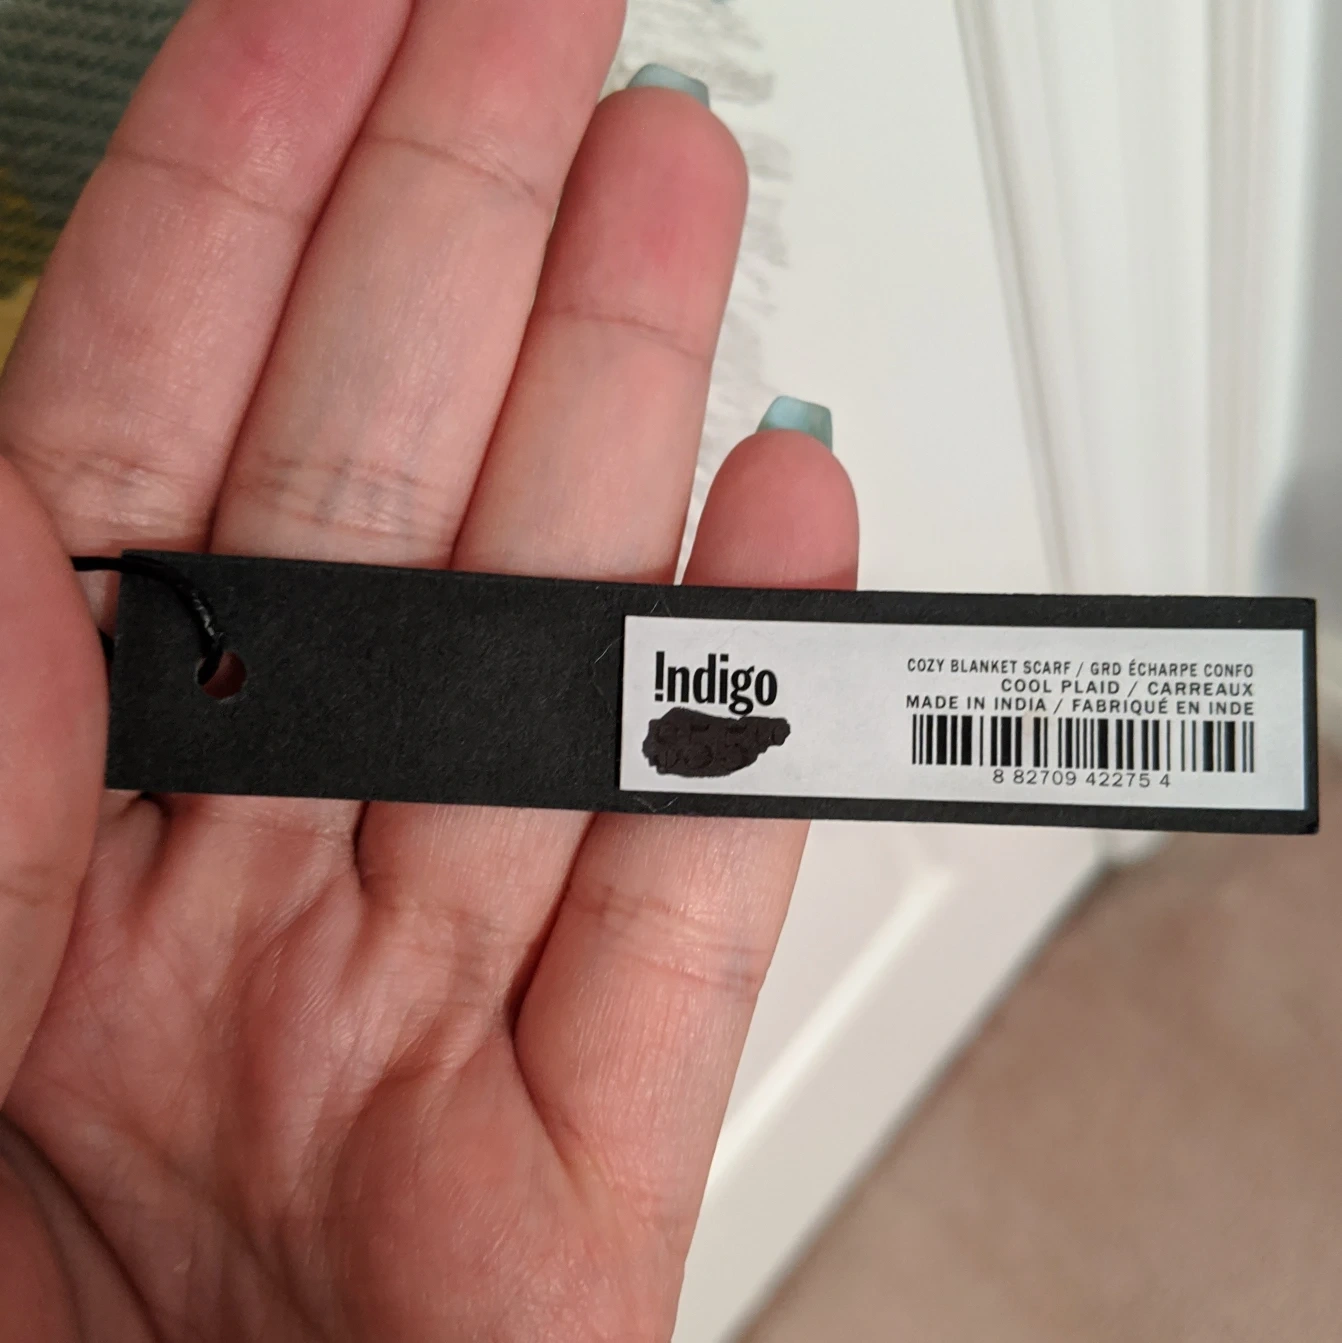 !ndigo
COZY BLANKET SCARF / GRD ÉCHARPE CONFO
COOL PLAID / CARREAUX
MADE IN INDIA / FABRIQUÉ EN INDE
8 82709 42275 4